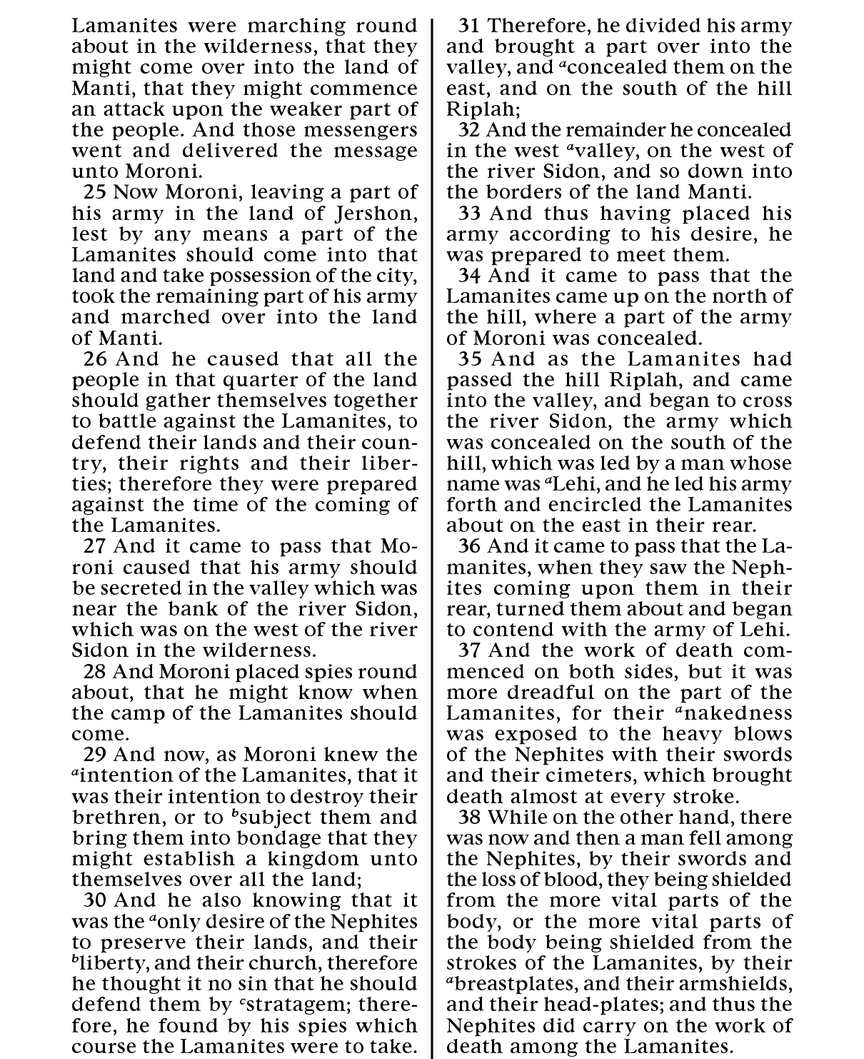 Lamanites were marching round
about in the wilderness, that they
might come over into the land of
Manti, that they might commence
an attack upon the weaker part of
the people. And those messengers
went and delivered the message
unto Moroni.
25 Now Moroni, leaving a part of
his army in the land of Jershon,
lest by any means a part of the
Lamanites should come into that
land and take possession of the city,
took the remaining part of his army
and marched over into the land
of Manti.
26 And he caused that all the
people in that quarter of the land
should gather themselves together
to battle against the Lamanites, to
defend their lands and their coun-
try, their rights and their liber-
ties; therefore they were prepared
against the time of the coming of
the Lamanites.
27 And it came to pass that Mo-
roni caused that his army should
be secreted in the valley which was
near the bank of the river Sidon,
which was on the west of the river
Sidon in the wilderness.
28 And Moroni placed spies round
about, that he might know when
the camp of the Lamanites should
come.
29 And now, as Moroni knew the
aintention of the Lamanites, that it
was their intention to destroy their
brethren, or to bsubject them and
bring them into bondage that they
might establish a kingdom unto
themselves over all the land;
30 And he also knowing that it
was the aonly desire of the Nephites
to preserve their lands, and their
bliberty, and their church, therefore
he thought it no sin that he should
defend them by cstratagem; there-
fore, he found by his spies which
course the Lamanites were to take.
31 Therefore, he divided his army
and brought a part over into the
valley, and aconcealed them on the
east, and on the south of the hill
Riplah;
32 And the remainder he concealed
in the west avalley, on the west of
the river Sidon, and so down into
the borders of the land Manti.
33 And thus having placed his
army according to his desire, he
was prepared to meet them.
34 And it came to pass that the
Lamanites came up on the north of
the hill, where a part of the army
of Moroni was concealed.
35 And as the Lamanites had
passed the hill Riplah, and came
into the valley, and began to cross
the river Sidon, the army which
was concealed on the south of the
hill, which was led by a man whose
name was aLehi, and he led his army
forth and encircled the Lamanites
about on the east in their rear.
36 And it came to pass that the La-
manites, when they saw the Neph-
ites coming upon them in their
rear, turned them about and began
to contend with the army of Lehi.
37 And the work of death com-
menced on both sides, but it was
more dreadful on the part of the
Lamanites, for their anakedness
was exposed to the heavy blows
of the Nephites with their swords
and their cimeters, which brought
death almost at every stroke.
38 While on the other hand, there
was now and then a man fell among
the Nephites, by their swords and
the loss of blood, they being shielded
from the more vital parts of the
body, or the more vital parts of
the body being shielded from the
strokes of the Lamanites, by their
abreastplates, and their armshields,
and their head-plates; and thus the
Nephites did carry on the work of
death among the Lamanites.